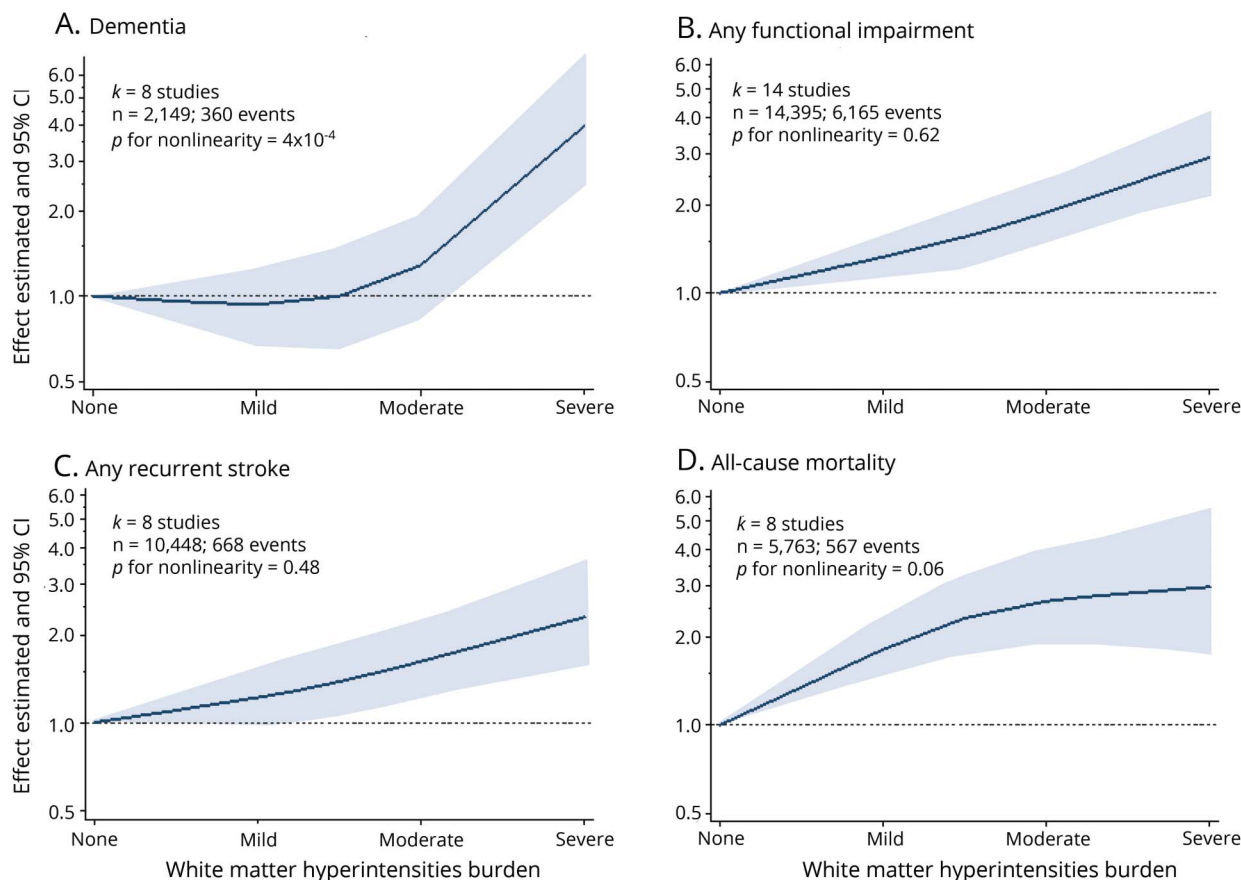 A. Dementia
Effect estimated and 95% CI
6.0
5.0
4.0
3.0
2.0
1.0
0.5
k = 8 studies
n = 2,149; 360 events
p for nonlinearity = 4x10-4
None Mild Moderate Severe
B. Any functional impairment
6.0
5.0
4.0
3.0
2.0
1.0
0.5
k = 14 studies
n = 14,395; 6,165 events
p for nonlinearity = 0.62
None Mild Moderate Severe
C. Any recurrent stroke
Effect estimated and 95% CI
6.0
5.0
4.0
3.0
2.0
1.0
0.5
k = 8 studies
n = 10,448; 668 events
p for nonlinearity = 0.48
None Mild Moderate Severe
White matter hyperintensities burden
D. All-cause mortality
6.0
5.0
4.0
3.0
2.0
1.0
0.5
k = 8 studies
n = 5,763; 567 events
p for nonlinearity = 0.06
None Mild Moderate Severe
White matter hyperintensities burden